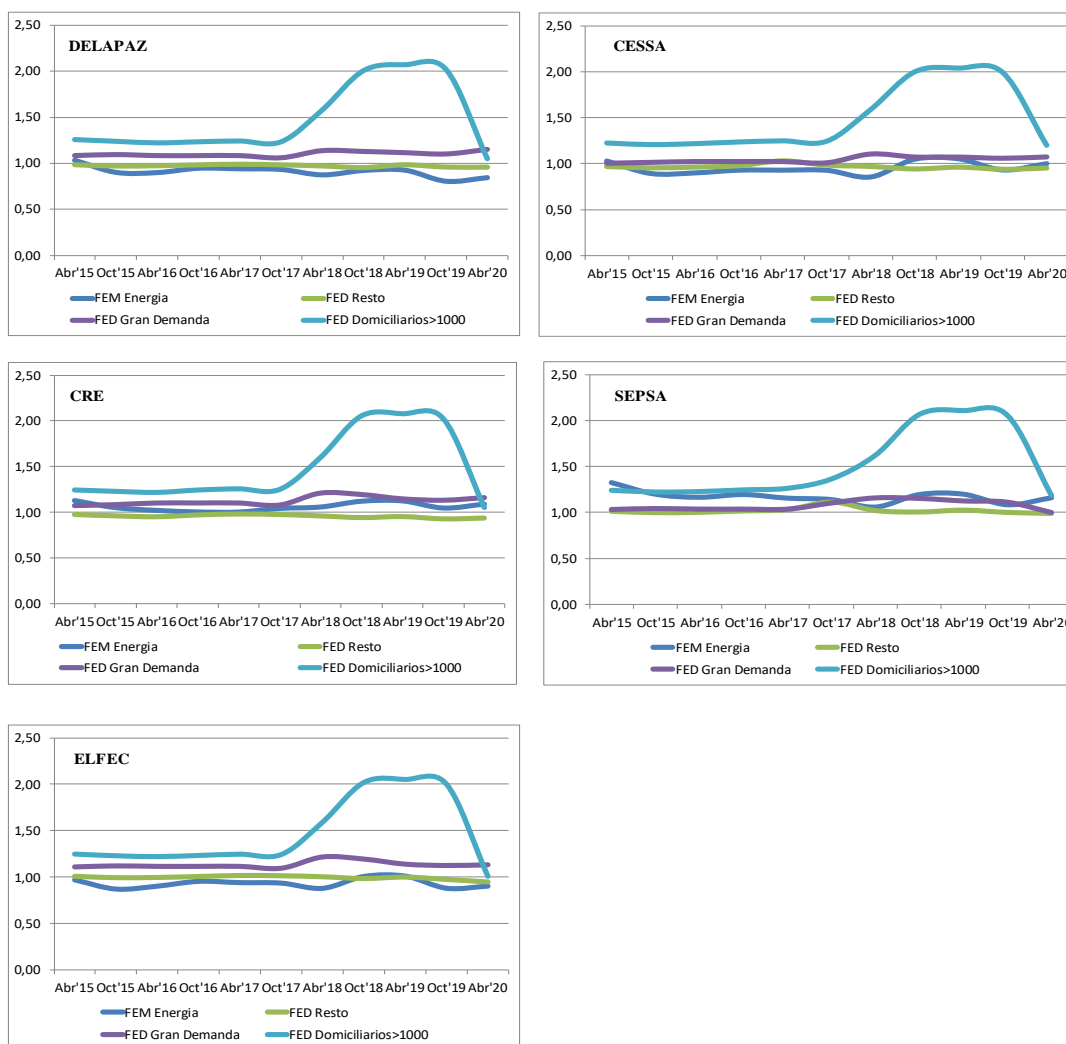 DELAPAZ
2,50
2,00
1,50
1,00
0,50
0,00
Abr'15 Oct'15 Abr'16 Oct'16 Abr'17 Oct'17 Abr'18 Oct'18 Abr'19 Oct'19 Abr'20
FEM Energia FED Resto
FED Gran Demanda FED Domiciliarios>1000
CESSA
2,50
2,00
1,50
1,00
0,50
0,00
Abr'15 Oct'15 Abr'16 Oct'16 Abr'17 Oct'17 Abr'18 Oct'18 Abr'19 Oct'19 Abr'20
FEM Energia FED Resto
FED Gran Demanda FED Domiciliarios>1000
CRE
2,50
2,00
1,50
1,00
0,50
0,00
Abr'15 Oct'15 Abr'16 Oct'16 Abr'17 Oct'17 Abr'18 Oct'18 Abr'19 Oct'19 Abr'20
FEM Energia FED Resto
FED Gran Demanda FED Domiciliarios>1000
SEPSA
2,50
2,00
1,50
1,00
0,50
0,00
Abr'15 Oct'15 Abr'16 Oct'16 Abr'17 Oct'17 Abr'18 Oct'18 Abr'19 Oct'19 Abr'20
FEM Energia FED Resto
FED Gran Demanda FED Domiciliarios>1000
ELFEC
2,50
2,00
1,50
1,00
0,50
0,00
Abr'15 Oct'15 Abr'16 Oct'16 Abr'17 Oct'17 Abr'18 Oct'18 Abr'19 Oct'19 Abr'20
FEM Energia FED Resto
FED Gran Demanda FED Domiciliarios>1000